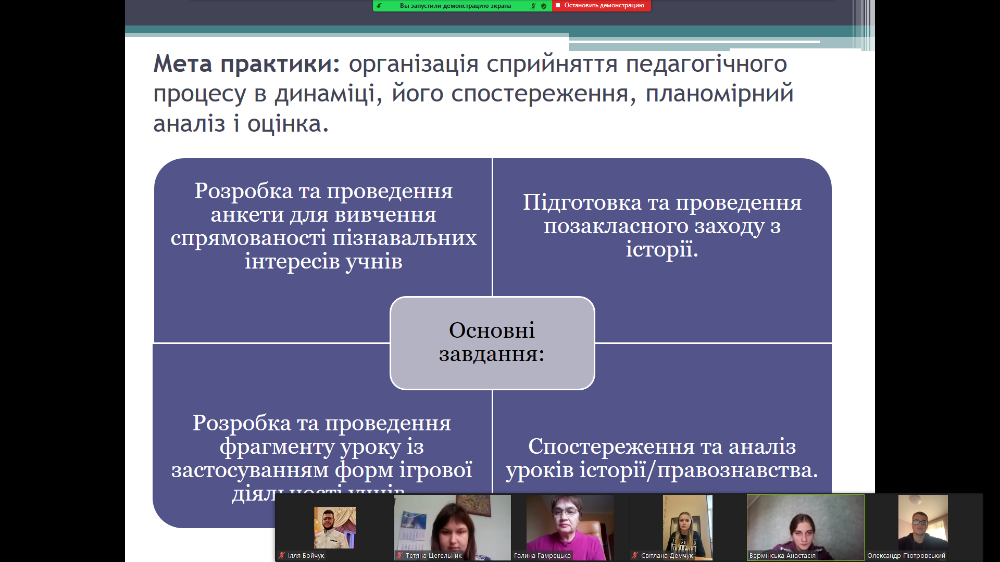 Вы запустили демонстрацию экрана
Остановить демонстрацию
Мета практики: організація сприйняття педагогічного
процесу в динаміці, його спостереження, планомірний
аналіз і оцінка.
Розробка та проведення
анкети для вивчення
спрямованості пізнавальних
інтересів учнів
Підготовка та проведення
позакласного заходу з
історії.
Основні
завдання:
Розробка та проведення
фрагменту уроку із
застосуванням форм ігрової
діяльності учнів
Спостереження та аналіз
уроків історії/правознавства.
Ілля Бойчук
Тетяна Цегельник
Галина Гамрецька
Світлана Демчук
Вермінська Анастасія
Олександр Піотровський